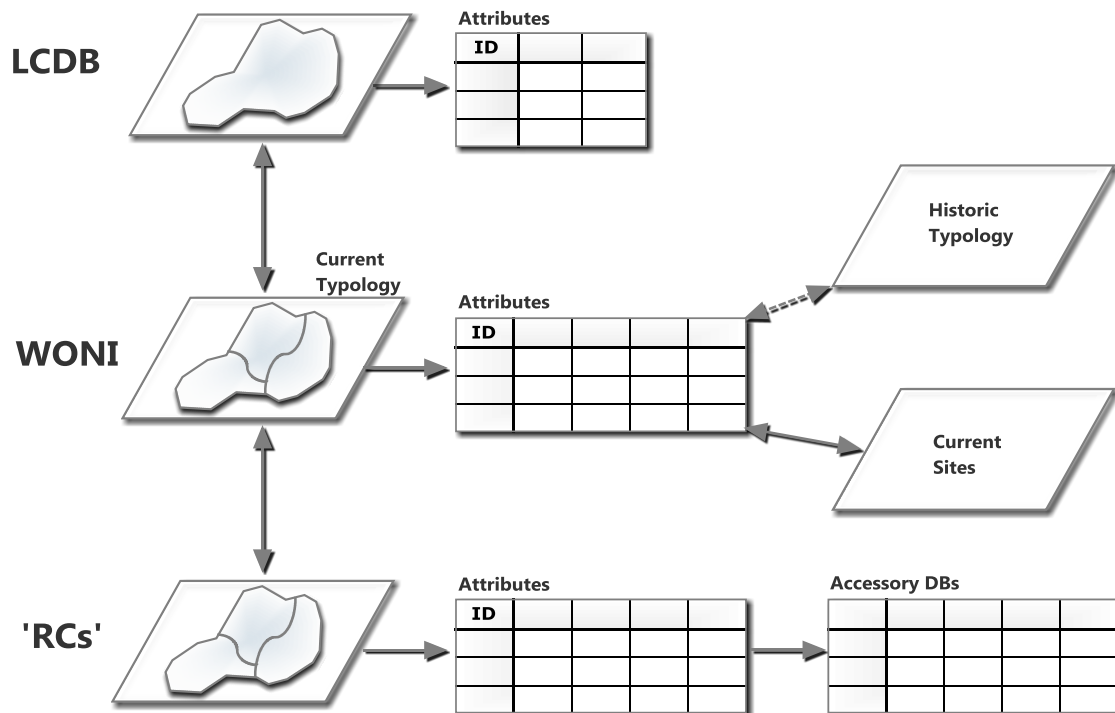 Attributes
LCDB
ID
Historic
Typology
Current
Typology
Attributes
WONI
ID
Current
Sites
Attributes
Accessory DBs
'RCs'
ID